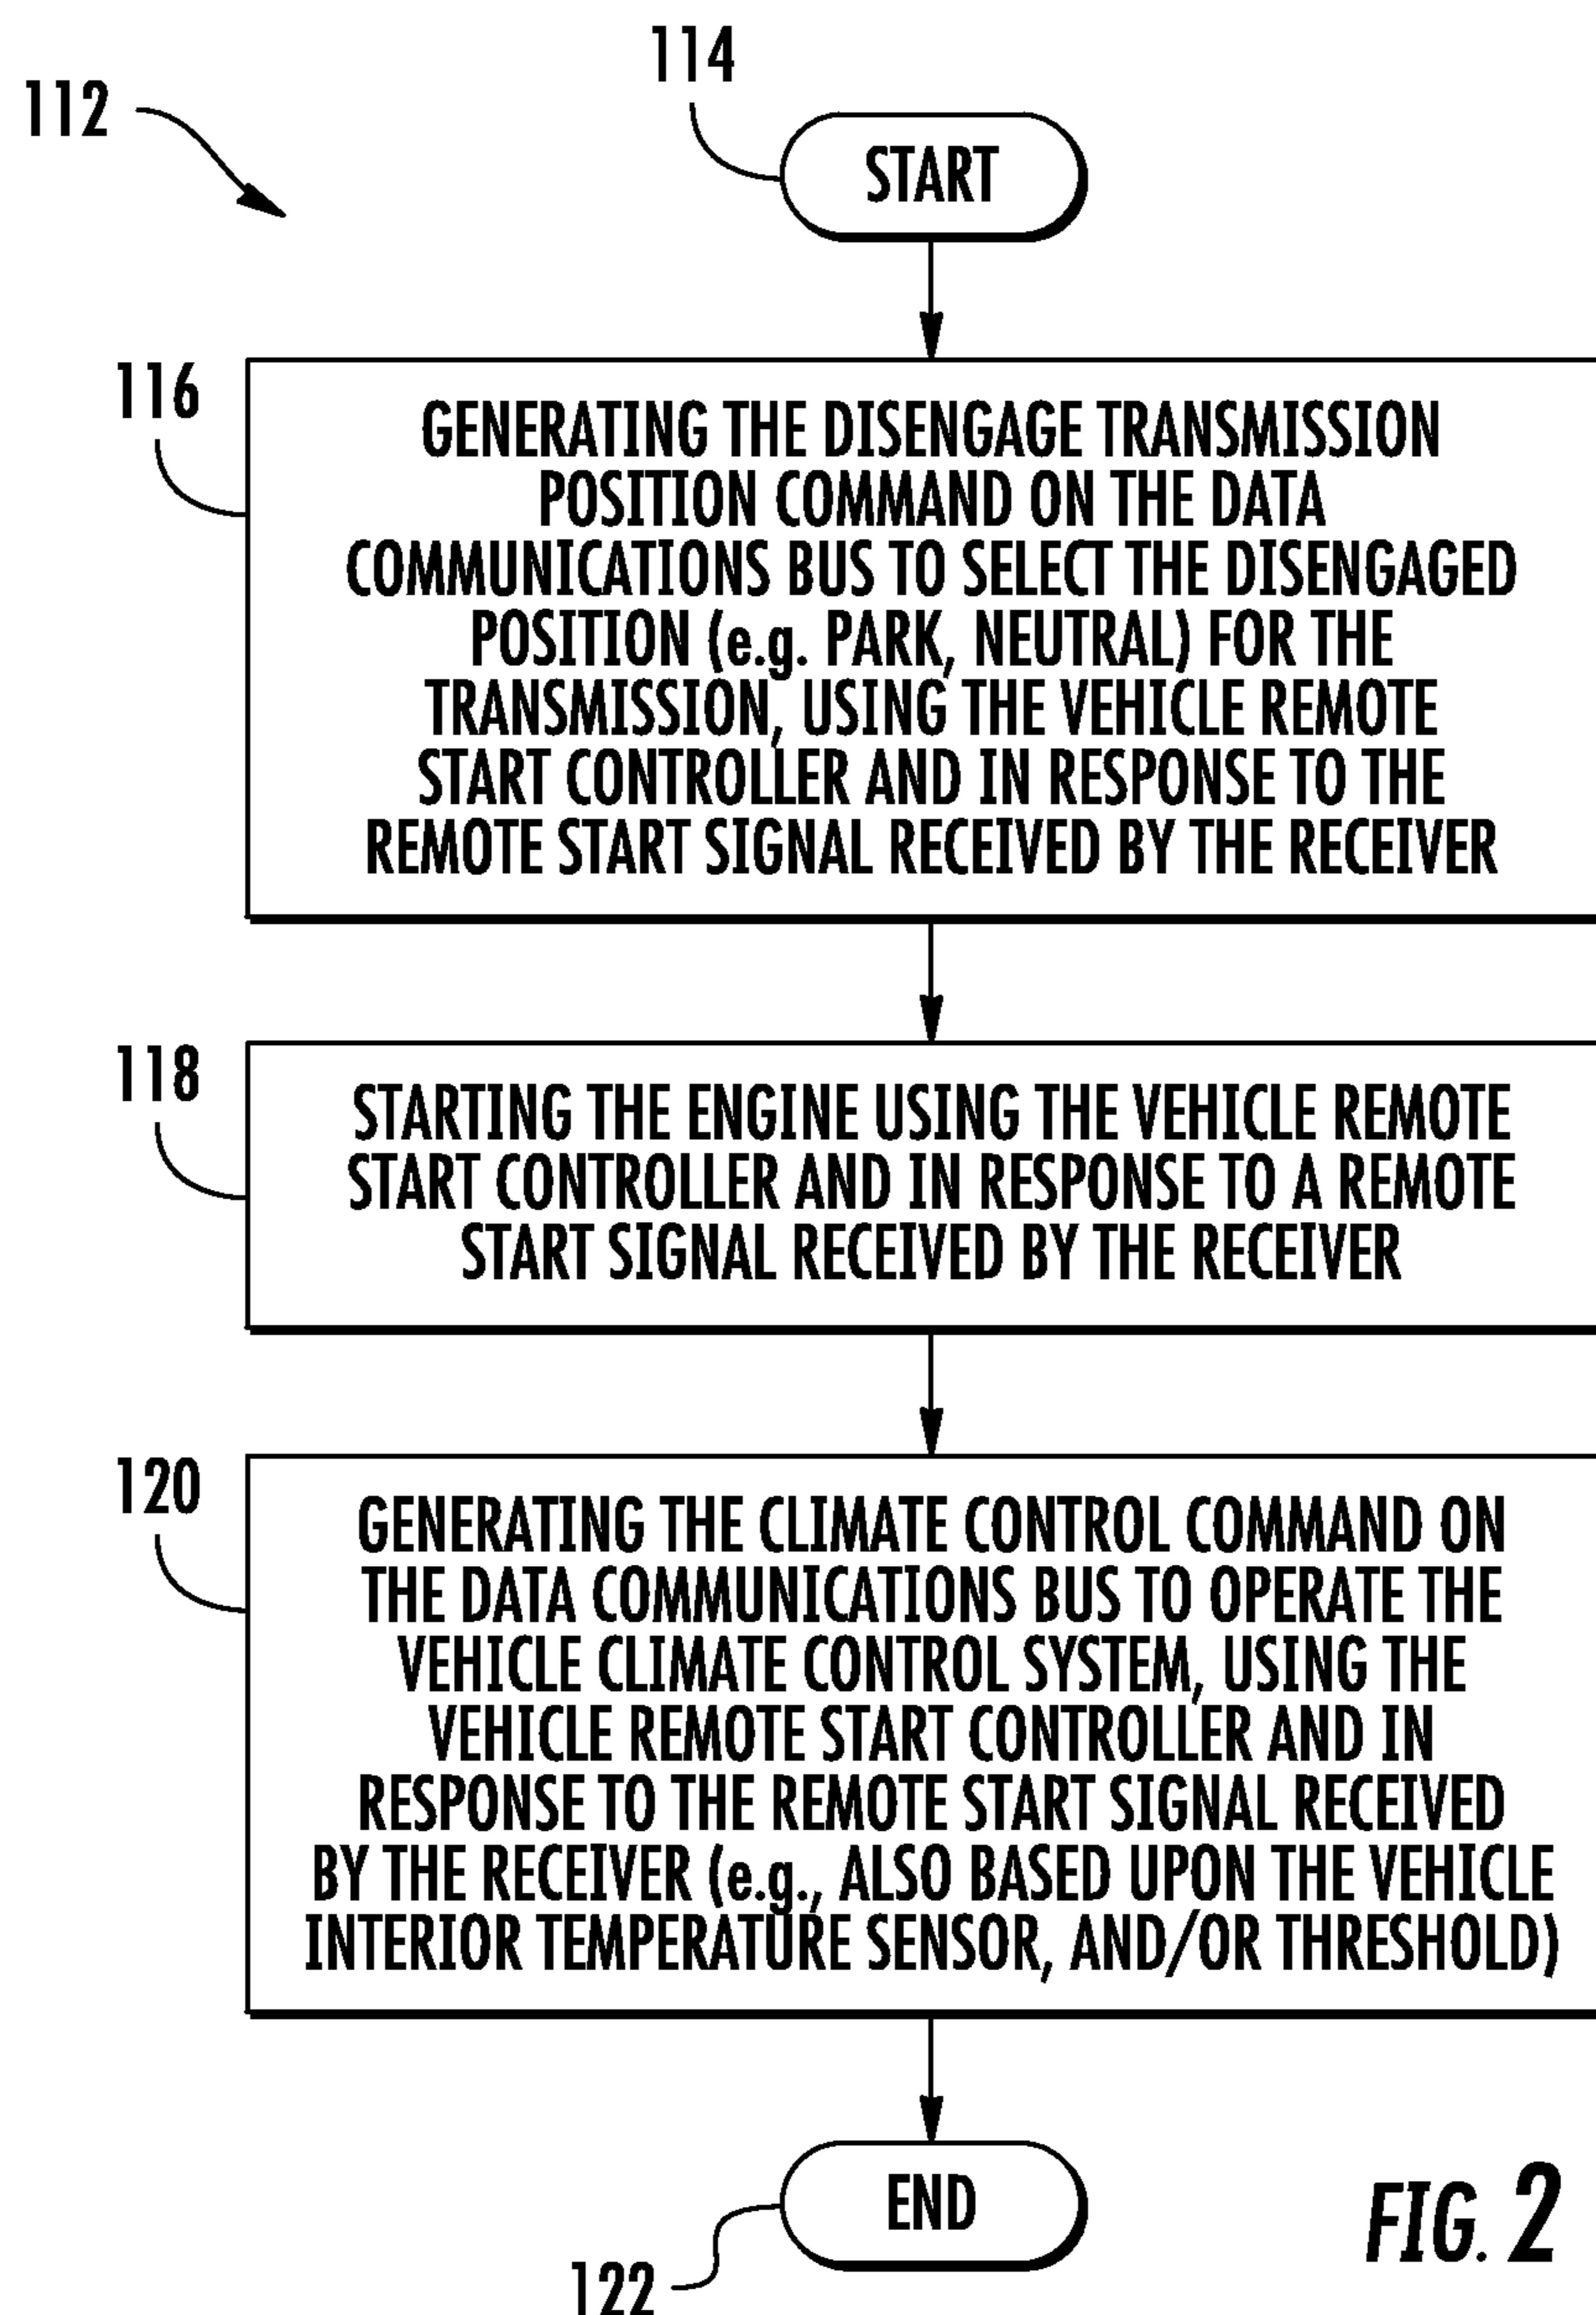 112
114
START
116
GENERATING THE DISENGAGE TRANSMISSION
POSITION COMMAND ON THE DATA
COMMUNICATIONS BUS TO SELECT THE DISENGAGED
POSITION (e.g. PARK, NEUTRAL) FOR THE
TRANSMISSION, USING THE VEHICLE REMOTE
START CONTROLLER AND IN RESPONSE TO THE
REMOTE START SIGNAL RECEIVED BY THE RECEIVER
118
STARTING THE ENGINE USING THE VEHICLE REMOTE
START CONTROLLER AND IN RESPONSE TO A REMOTE
START SIGNAL RECEIVED BY THE RECEIVER
120
GENERATING THE CLIMATE CONTROL COMMAND ON
THE DATA COMMUNICATIONS BUS TO OPERATE THE
VEHICLE CLIMATE CONTROL SYSTEM, USING THE
VEHICLE REMOTE START CONTROLLER AND IN
RESPONSE TO THE REMOTE START SIGNAL RECEIVED
BY THE RECEIVER (e.g., ALSO BASED UPON THE VEHICLE
INTERIOR TEMPERATURE SENSOR, AND/OR THRESHOLD)
END
122
FIG. 2